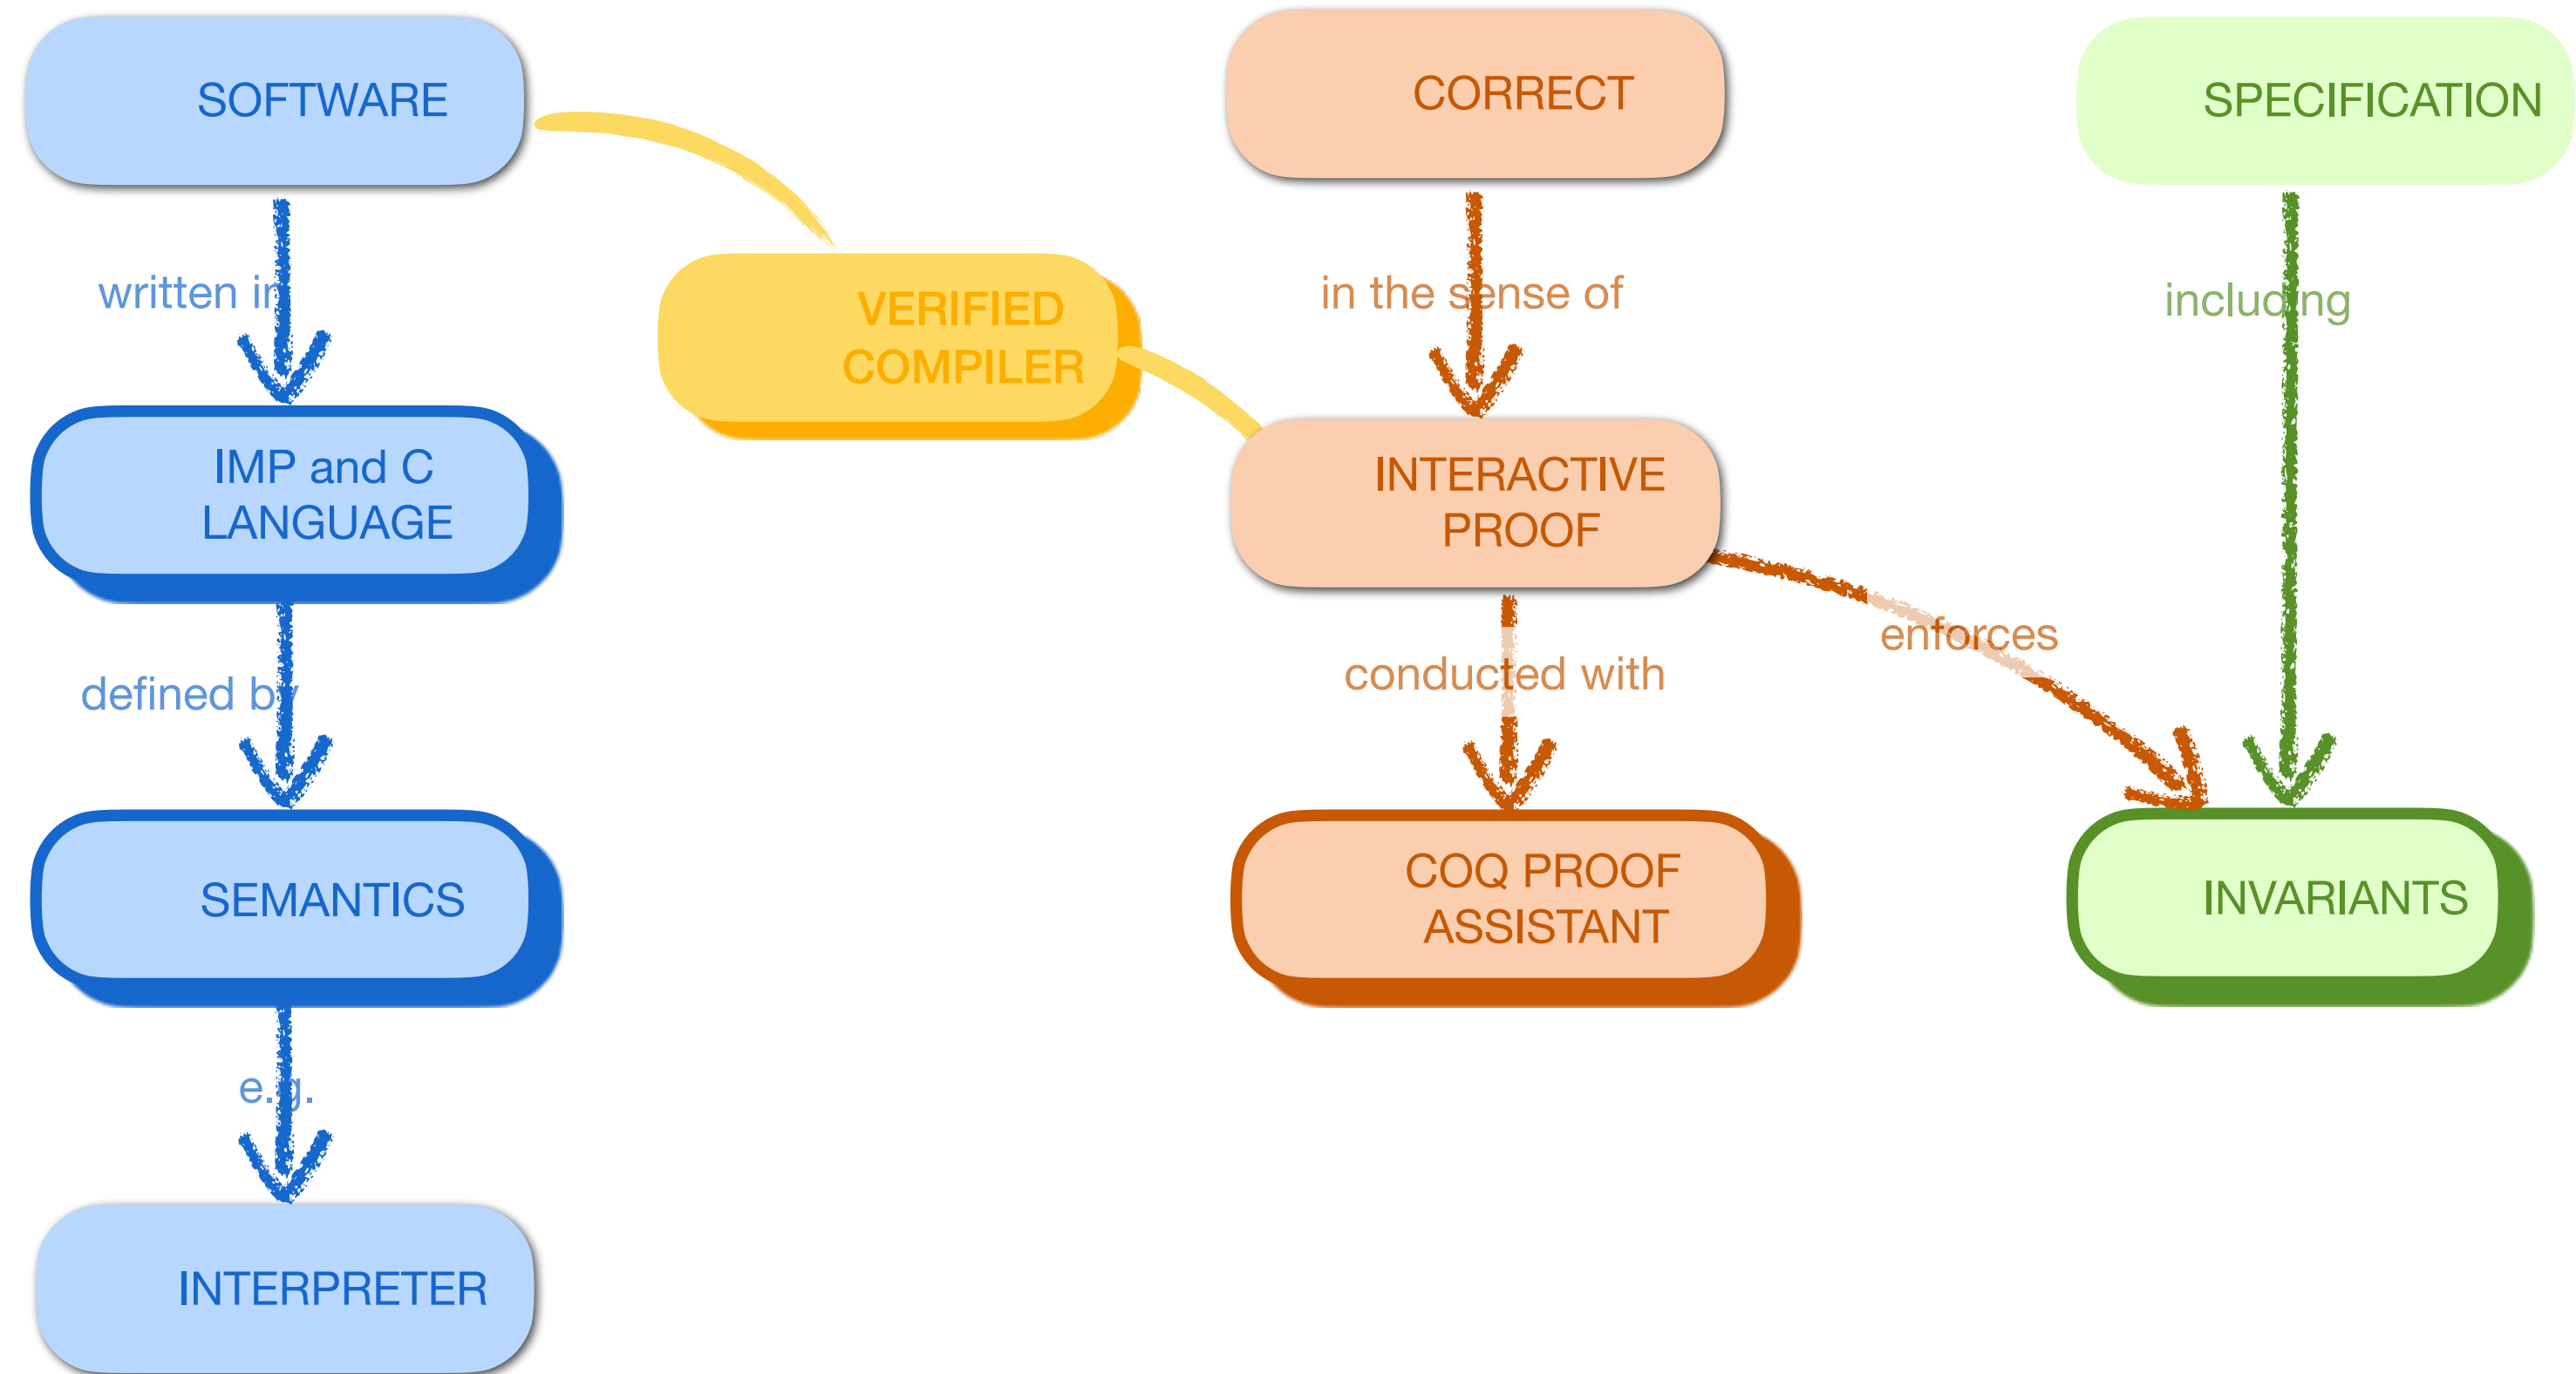 SOFTWARE
CORRECT
SPECIFICATION
written in
VERIFIED
COMPILER
in the sense of
including
IMP and C
LANGUAGE
INTERACTIVE
PROOF
defined by
conducted with
enforces
SEMANTICS
COQ PROOF
ASSISTANT
INVARIANTS
e.g.
INTERPRETER